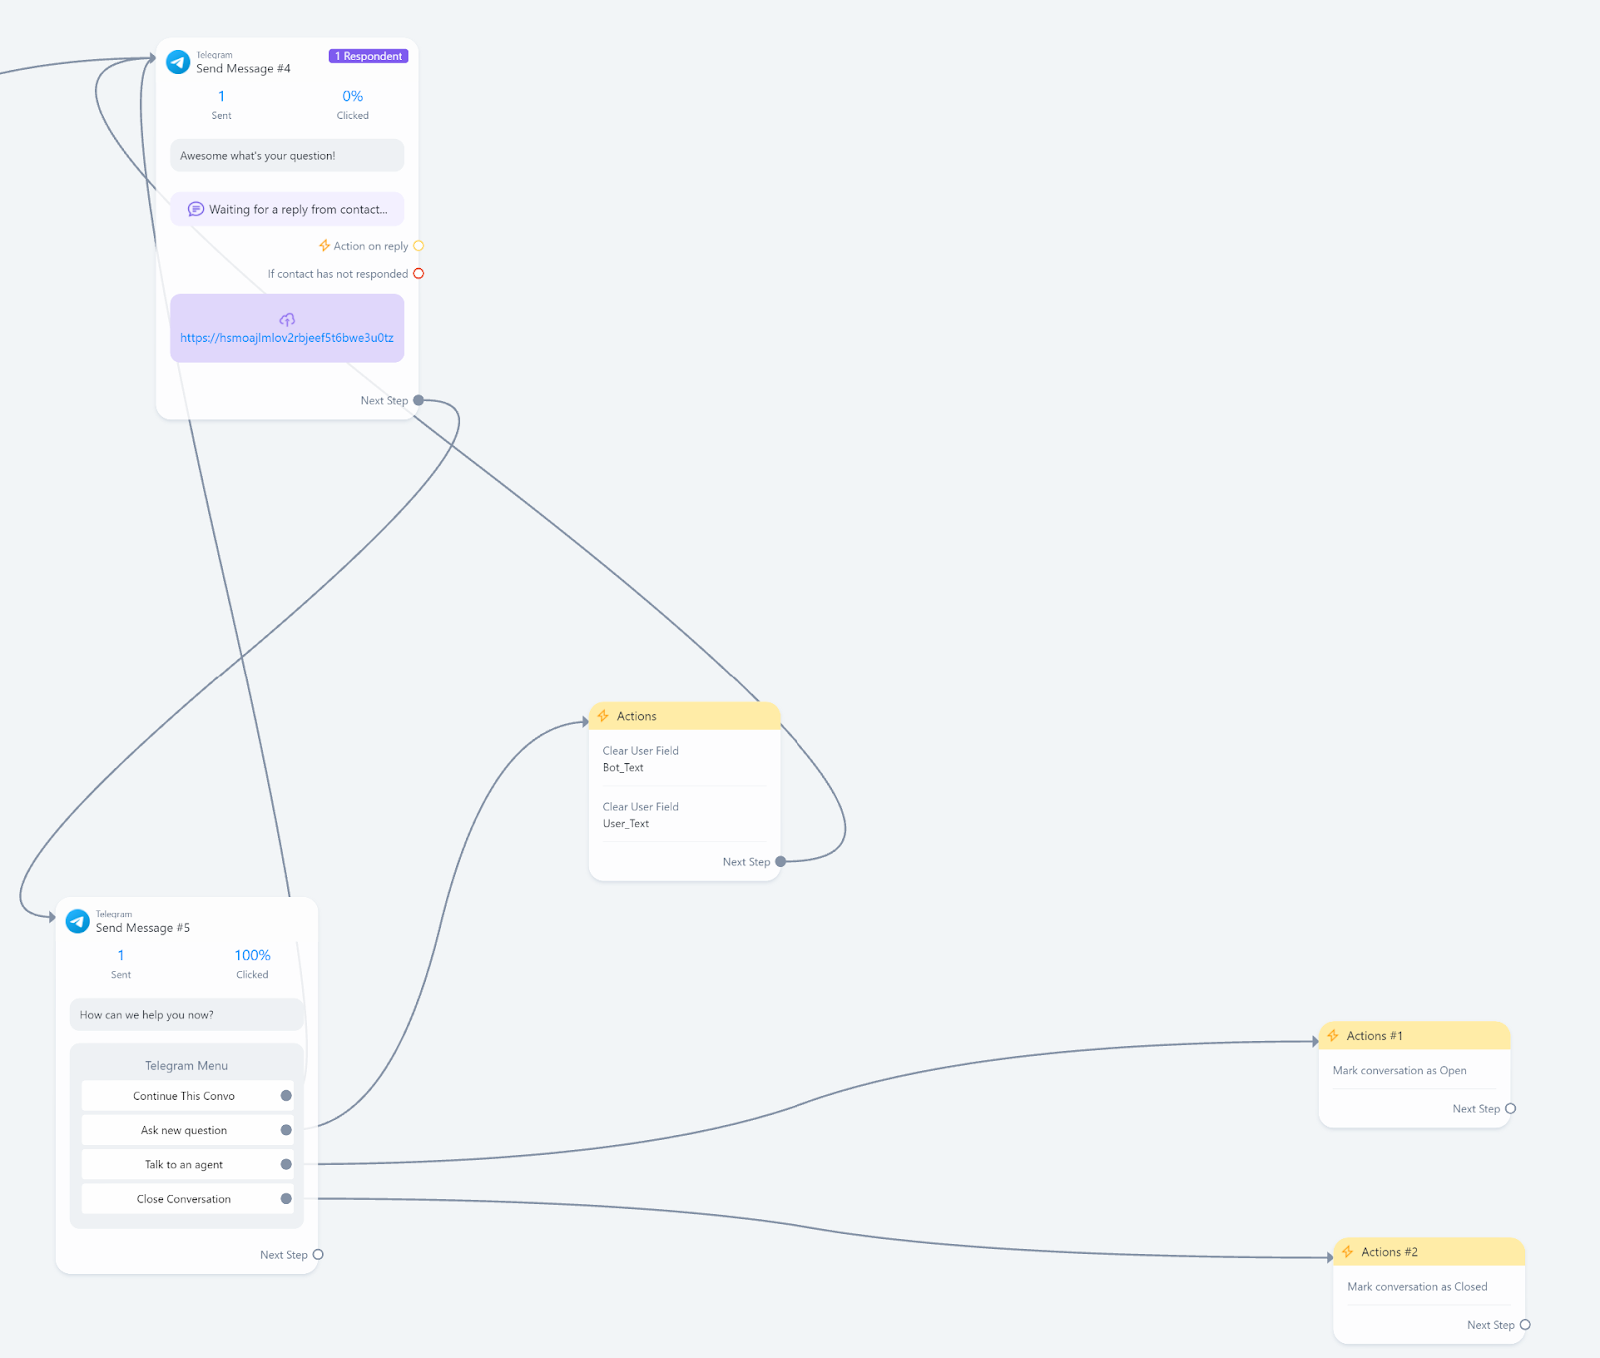 Telegram
Send Message #4
1 Respondent
1
0%
Sent
Clicked
Awesome what's your question!
Waiting for a reply from contact...
Action on reply
If contact has not responded
https://hsmoajlmlov2rbjeef5t6bwe3u0tz
Next Step
Actions
Clear User Field
Bot_Text
Clear User Field
User_Text
Next Step
Telegram
Send Message #5
1
100%
Sent
Clicked
How can we help you now?
Telegram Menu
Continue This Convo
Ask new question
Talk to an agent
Close Conversation
Next Step
Actions #1
Mark conversation as Open
Next Step
Actions #2
Mark conversation as Closed
Next Step